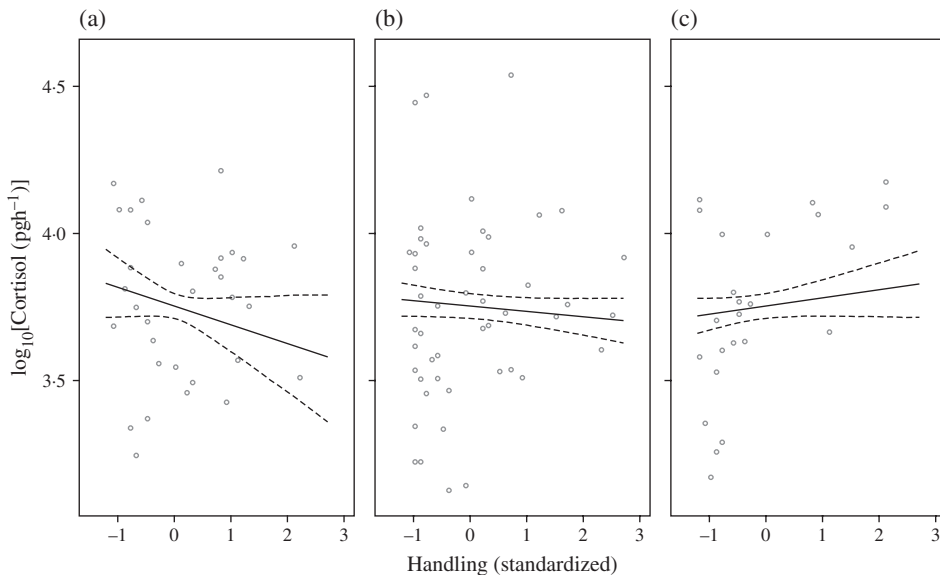 (a) (b) (c)
4·5
4·0
3·5
log₁₀[Cortisol (pgh⁻¹)]
–1 0 1 2 3 –1 0 1 2 3 –1 0 1 2 3
Handling (standardized)